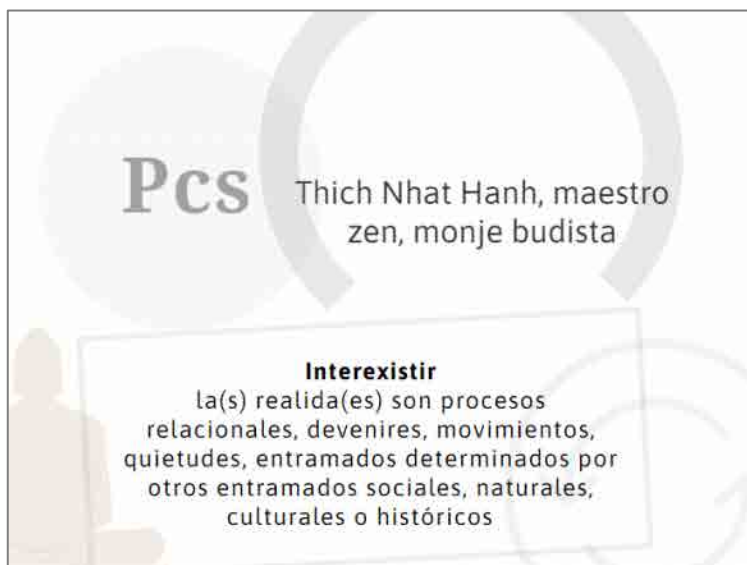 Pcs
Thich Nhat Hanh, maestro
zen, monje budista
Interexistir
la(s) realida(es) son procesos
relacionales, devenires, movimientos,
quietudes, entramados determinados por
otros entramados sociales, naturales,
culturales o históricos